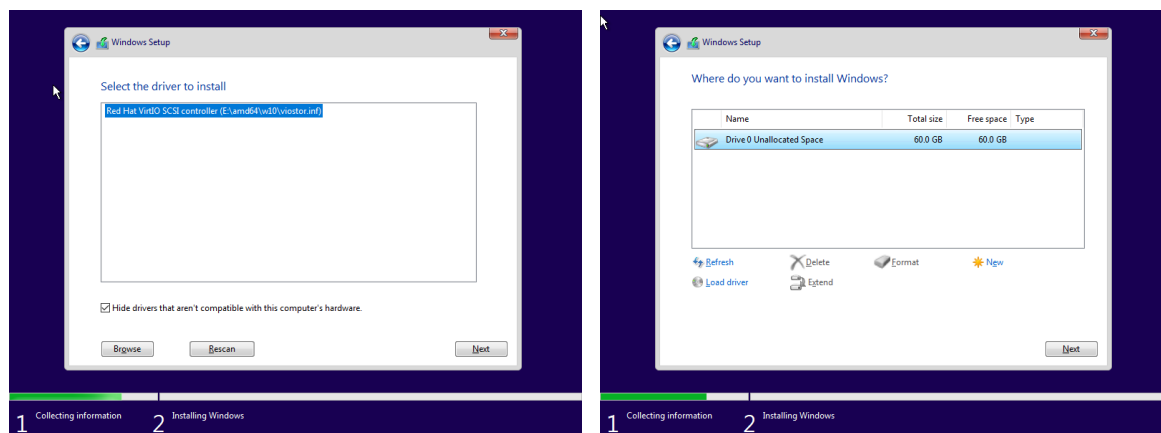 Windows Setup
Select the driver to install
Red Hat VirtIO SCSI controller (E:\amd64\w10\viostor.inf)
Hide drivers that aren't compatible with this computer's hardware.
Browse Rescan Next
1 Collecting information 2 Installing Windows
Windows Setup
Where do you want to install Windows?
Name Total size Free space Type
Drive 0 Unallocated Space 60.0 GB 60.0 GB
Refresh Delete Format New
Load driver Extend
Next
1 Collecting information 2 Installing Windows